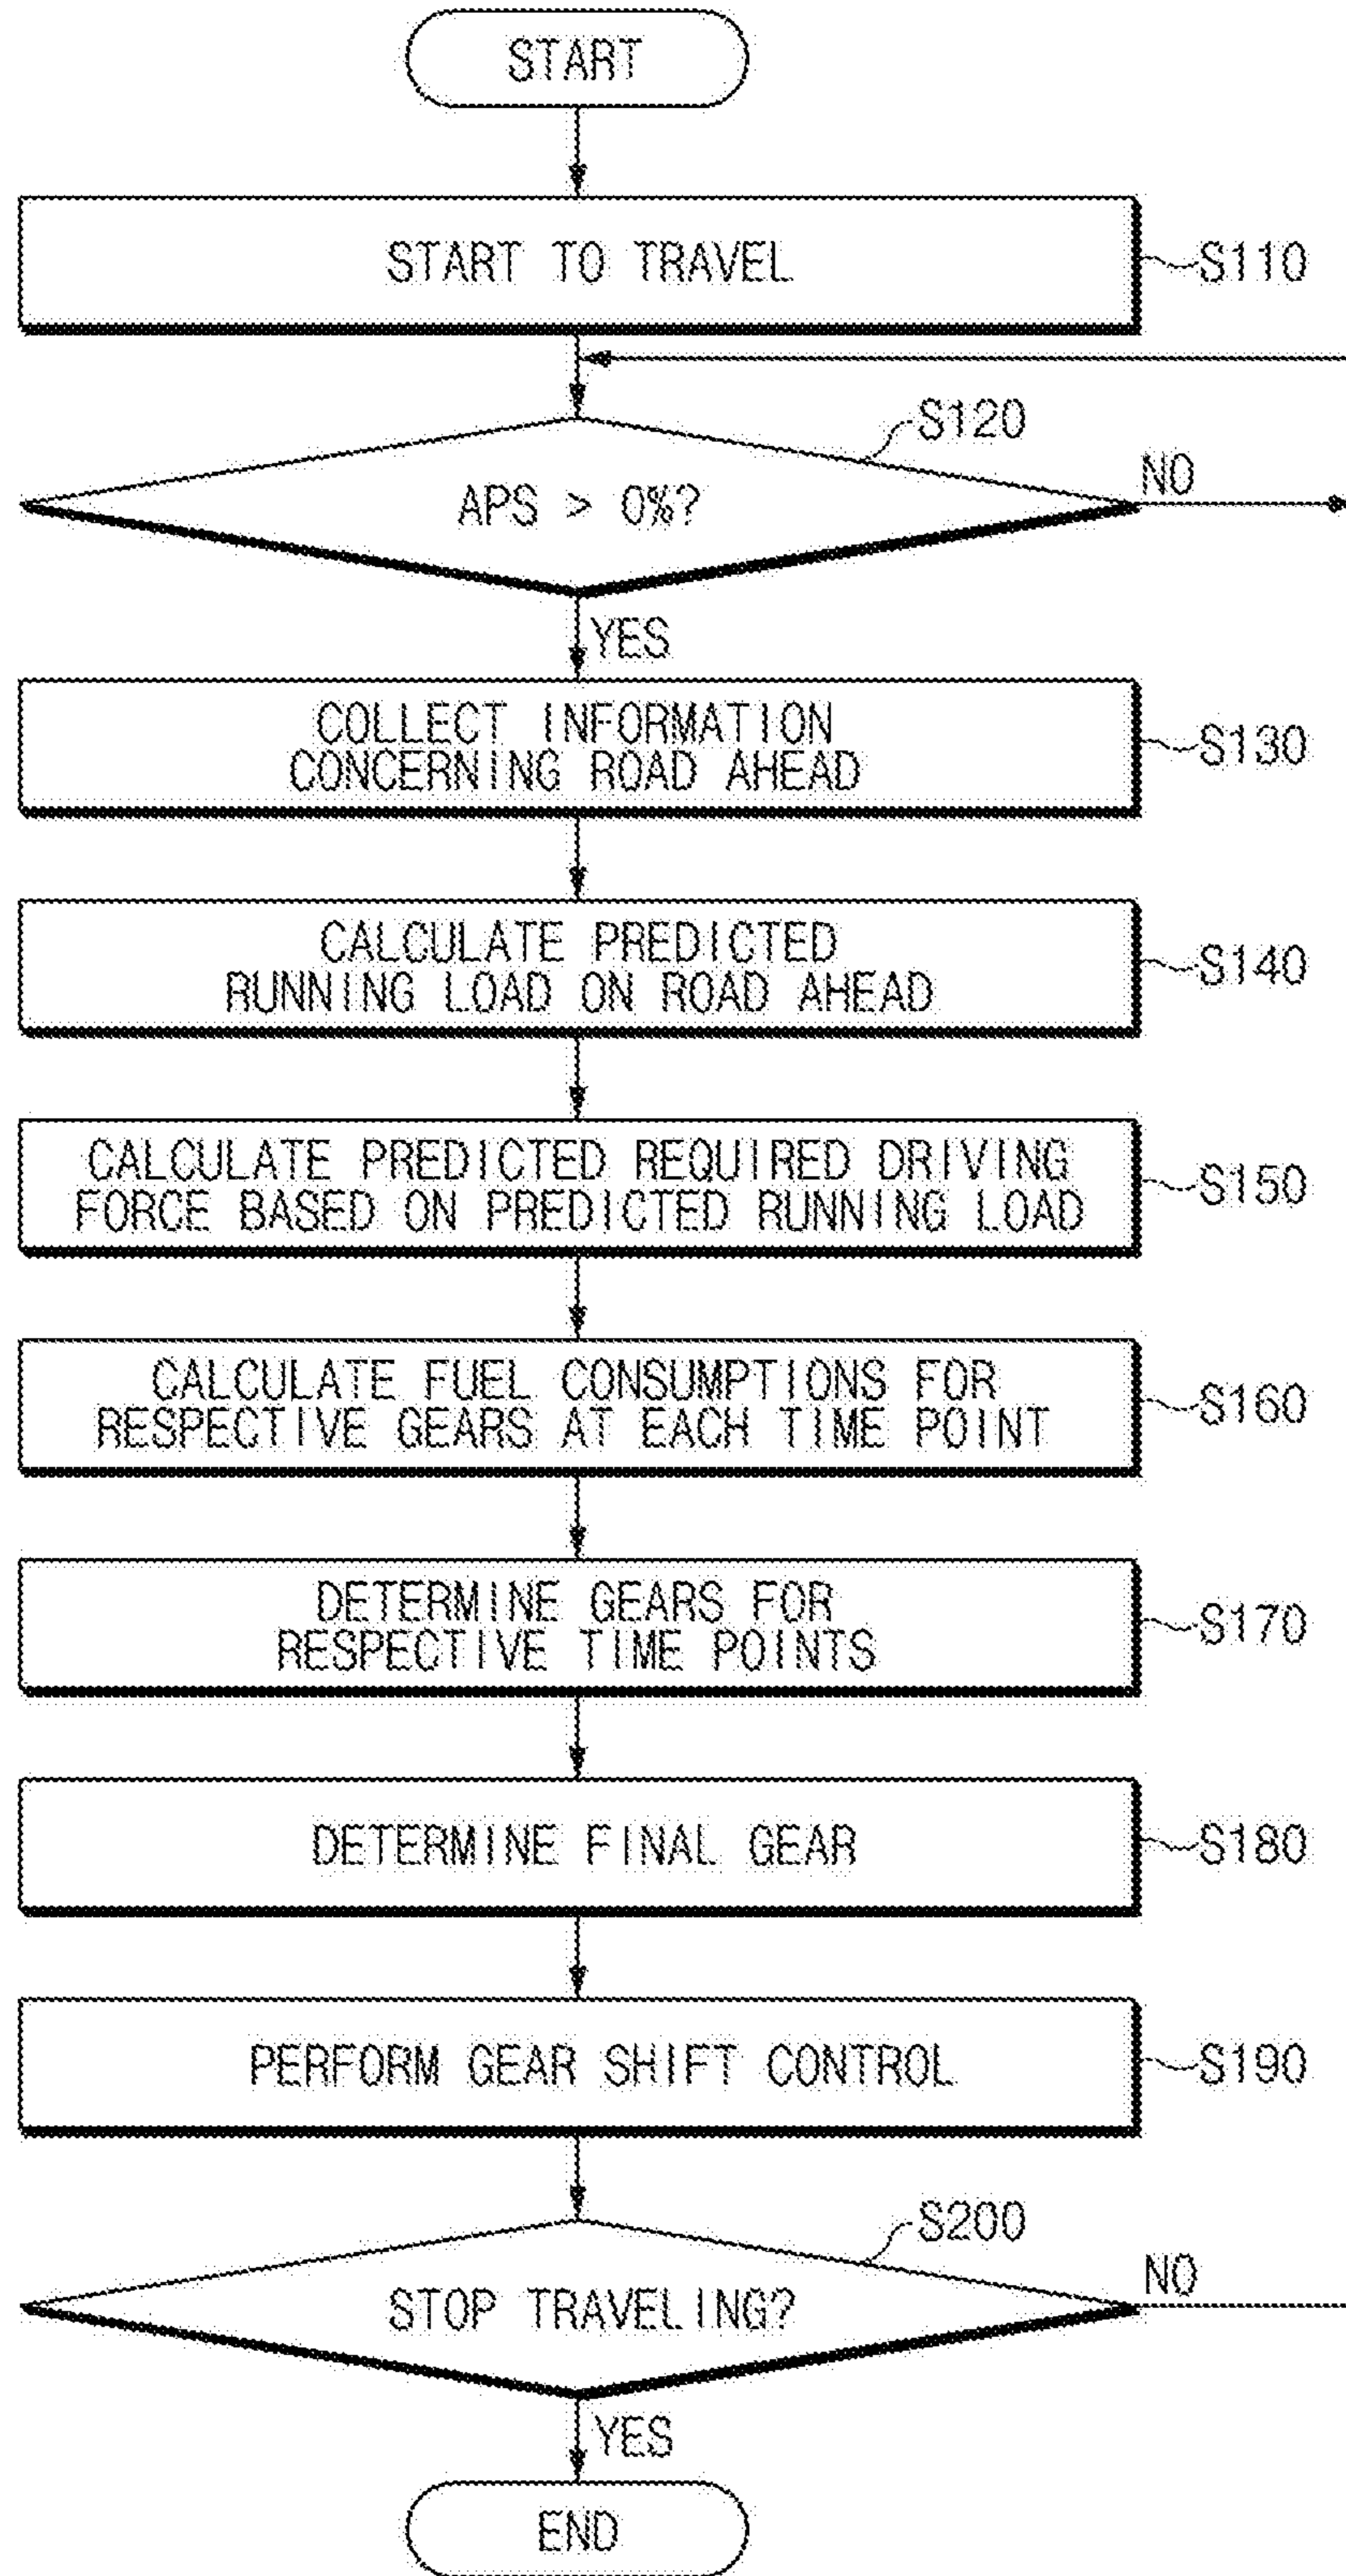 START
START TO TRAVEL
S110
S120
APS > 0%?
NO
YES
COLLECT INFORMATION
CONCERNING ROAD AHEAD
S130
CALCULATE PREDICTED
RUNNING LOAD ON ROAD AHEAD
S140
CALCULATE PREDICTED REQUIRED DRIVING
FORCE BASED ON PREDICTED RUNNING LOAD
S150
CALCULATE FUEL CONSUMPTIONS FOR
RESPECTIVE GEARS AT EACH TIME POINT
S160
DETERMINE GEARS FOR
RESPECTIVE TIME POINTS
S170
DETERMINE FINAL GEAR
S180
PERFORM GEAR SHIFT CONTROL
S190
S200
STOP TRAVELING?
NO
YES
END